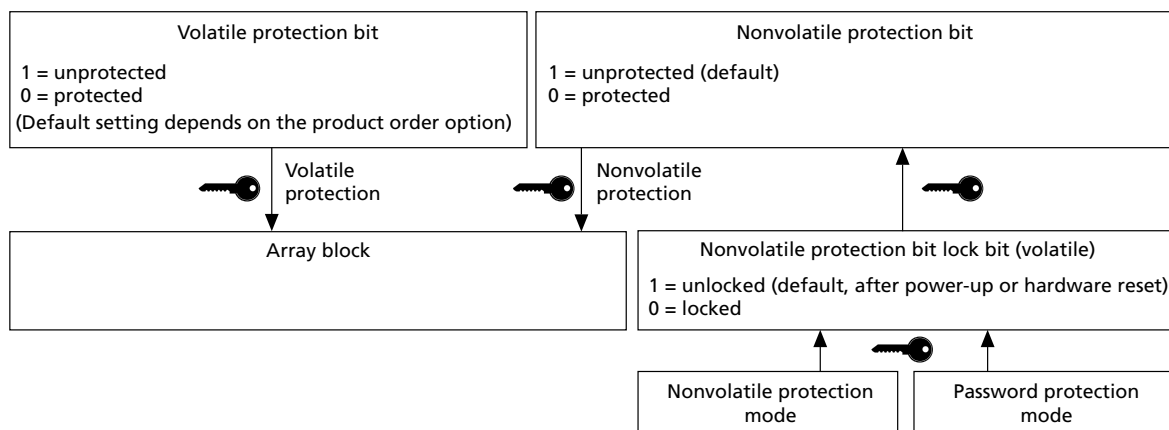 Volatile protection bit
1 = unprotected
0 = protected
(Default setting depends on the product order option)
Nonvolatile protection bit
1 = unprotected (default)
0 = protected
Volatile
protection
Nonvolatile
protection
Array block
Nonvolatile protection bit lock bit (volatile)
1 = unlocked (default, after power-up or hardware reset)
0 = locked
Nonvolatile protection
mode
Password protection
mode